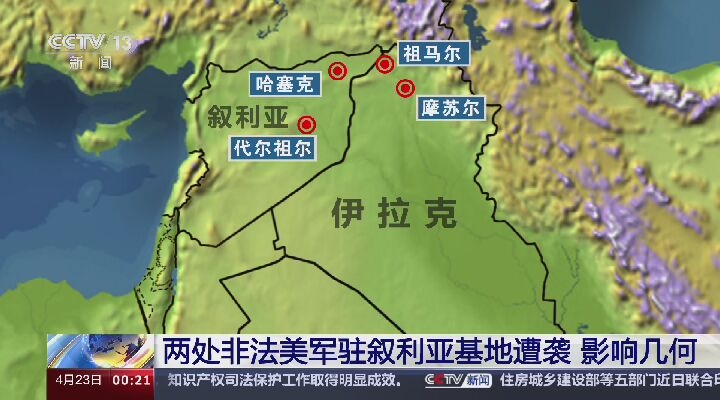 CCTV 13
新闻
祖马尔
哈塞克
摩苏尔
叙利亚
代尔祖尔
伊拉克
两处非法美军驻叙利亚基地遭袭 影响几何
4月23日 00:21 知识产权司法保护工作取得明显成效。 CCTV 新闻 住房城乡建设部等五部门近日联合印